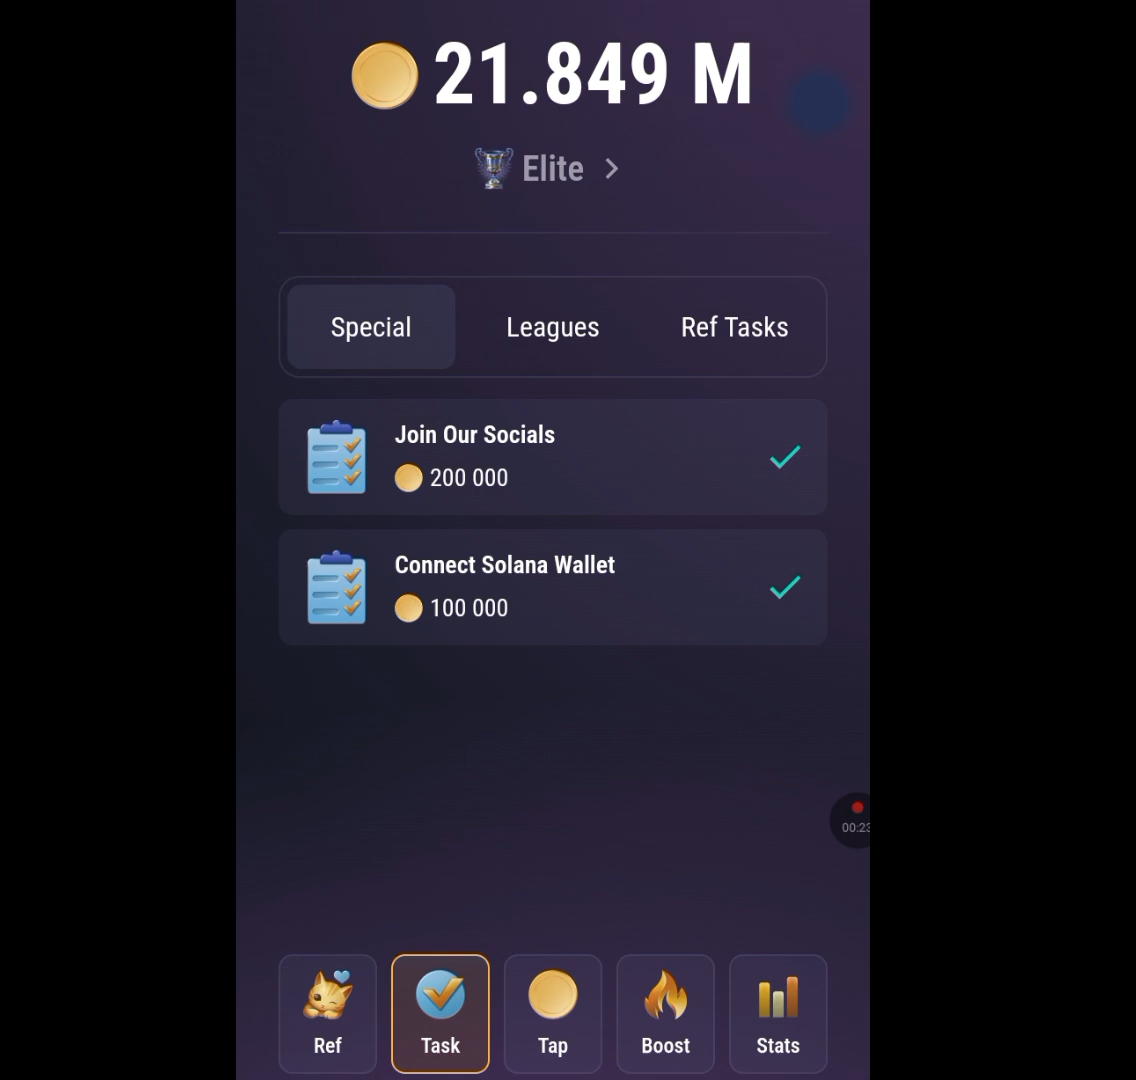 21.849 M
Elite
Special Leagues Ref Tasks
Join Our Socials
200 000
Connect Solana Wallet
100 000
00:23
Ref Task Tap Boost Stats